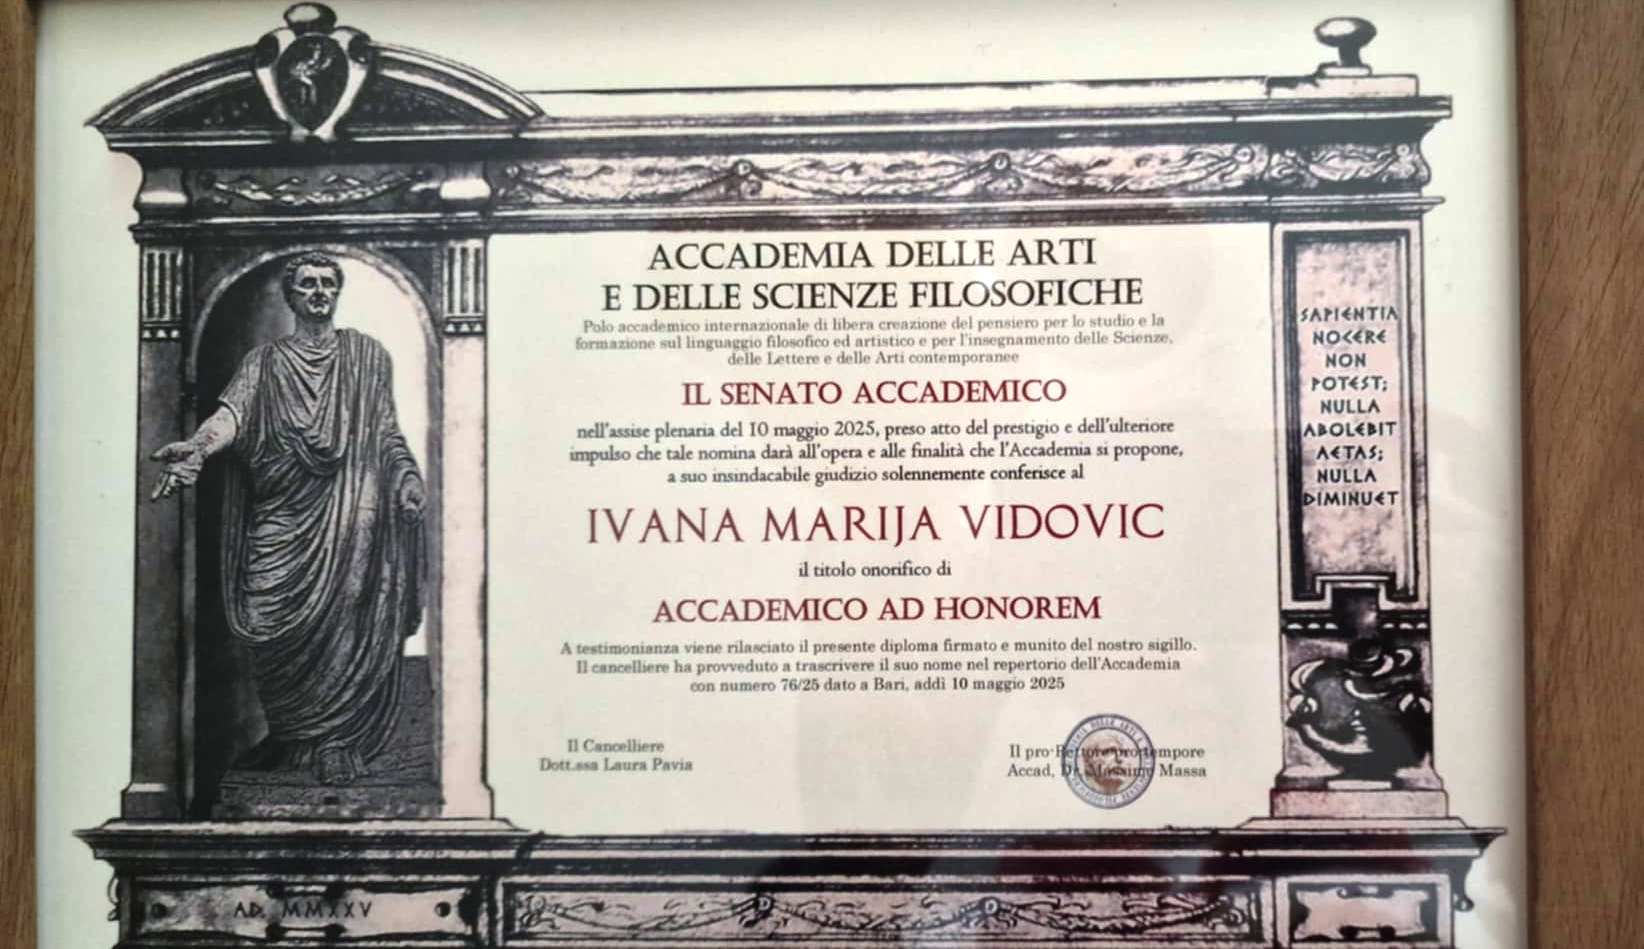 ACCADEMIA DELLE ARTI
E DELLE SCIENZE FILOSOFICHE
Polo accademico internazionale di libera creazione del pensiero per lo studio e la
formazione sul linguaggio filosofico ed artistico e per l'insegnamento delle Scienze,
delle Lettere e delle Arti contemporanee
IL SENATO ACCADEMICO
nell'assise plenaria del 10 maggio 2025, preso atto del prestigio e dell'ulteriore
impulso che tale nomina darà all'opera e alle finalità che l'Accademia si propone,
a suo insindacabile giudizio solennemente conferisce al
IVANA MARIJA VIDOVIC
il titolo onorifico di
ACCADEMICO AD HONOREM
A testimonianza viene rilasciato il presente diploma firmato e munito del nostro sigillo.
Il cancelliere ha provveduto a trascrivere il suo nome nel repertorio dell'Accademia
con numero 76/25 dato a Bari, addì 10 maggio 2025
Il Cancelliere
Dott.ssa Laura Pavia
Il pro-Rettore pro tempore
Accad, Dr. Massimo Massa
SAPIENTIA
NOCERE
NON
POTEST;
NULLA
ABOLEBIT
AETAS;
NULLA
DIMINUET
AD. MMXXV